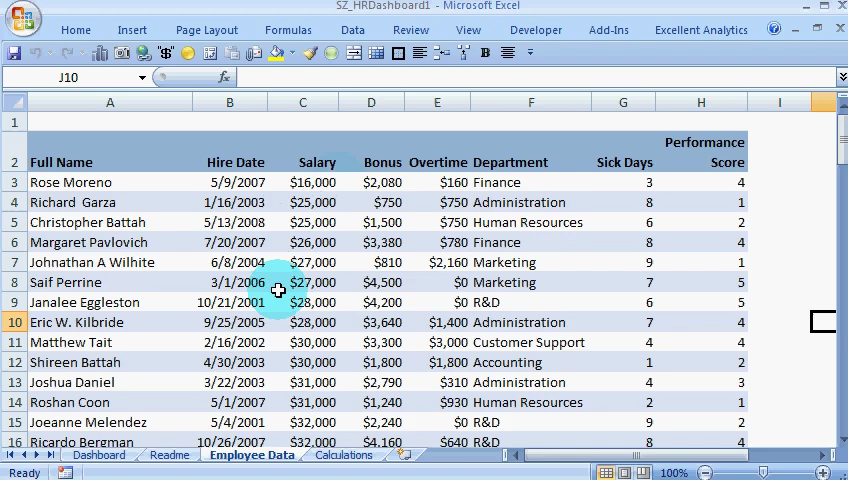 SZ_HRDashboard1 - Microsoft Excel
Home Insert Page Layout Formulas Data Review View Developer Add-Ins Excellent Analytics
J10 fx
A B C D E F G H I
1
2 Full Name Hire Date Salary Bonus Overtime Department Sick Days Performance Score
3 Rose Moreno 5/9/2007 $16,000 $2,080 $160 Finance 3 4
4 Richard Garza 1/16/2003 $25,000 $750 $750 Administration 8 1
5 Christopher Battah 5/13/2008 $25,000 $1,500 $750 Human Resources 6 2
6 Margaret Pavlovich 7/20/2007 $26,000 $3,380 $780 Finance 8 4
7 Johnathan A Wilhite 6/8/2004 $27,000 $810 $2,160 Marketing 9 1
8 Saif Perrine 3/1/2006 $27,000 $4,500 $0 Marketing 7 5
9 Janalee Eggleston 10/21/2001 $28,000 $4,200 $0 R&D 6 5
10 Eric W. Kilbride 9/25/2005 $28,000 $3,640 $1,400 Administration 7 4
11 Matthew Tait 2/16/2002 $30,000 $3,300 $3,000 Customer Support 4 4
12 Shireen Battah 4/30/2003 $30,000 $1,800 $1,800 Accounting 1 2
13 Joshua Daniel 3/22/2003 $31,000 $2,790 $310 Administration 4 3
14 Roshan Coon 5/1/2007 $31,000 $1,240 $930 Human Resources 2 1
15 Joeanne Melendez 5/4/2001 $32,000 $2,240 $0 R&D 9 2
16 Ricardo Bergman 10/26/2007 $32,000 $4,160 $640 R&D 8 4
Dashboard Readme Employee Data Calculations
Ready 100%